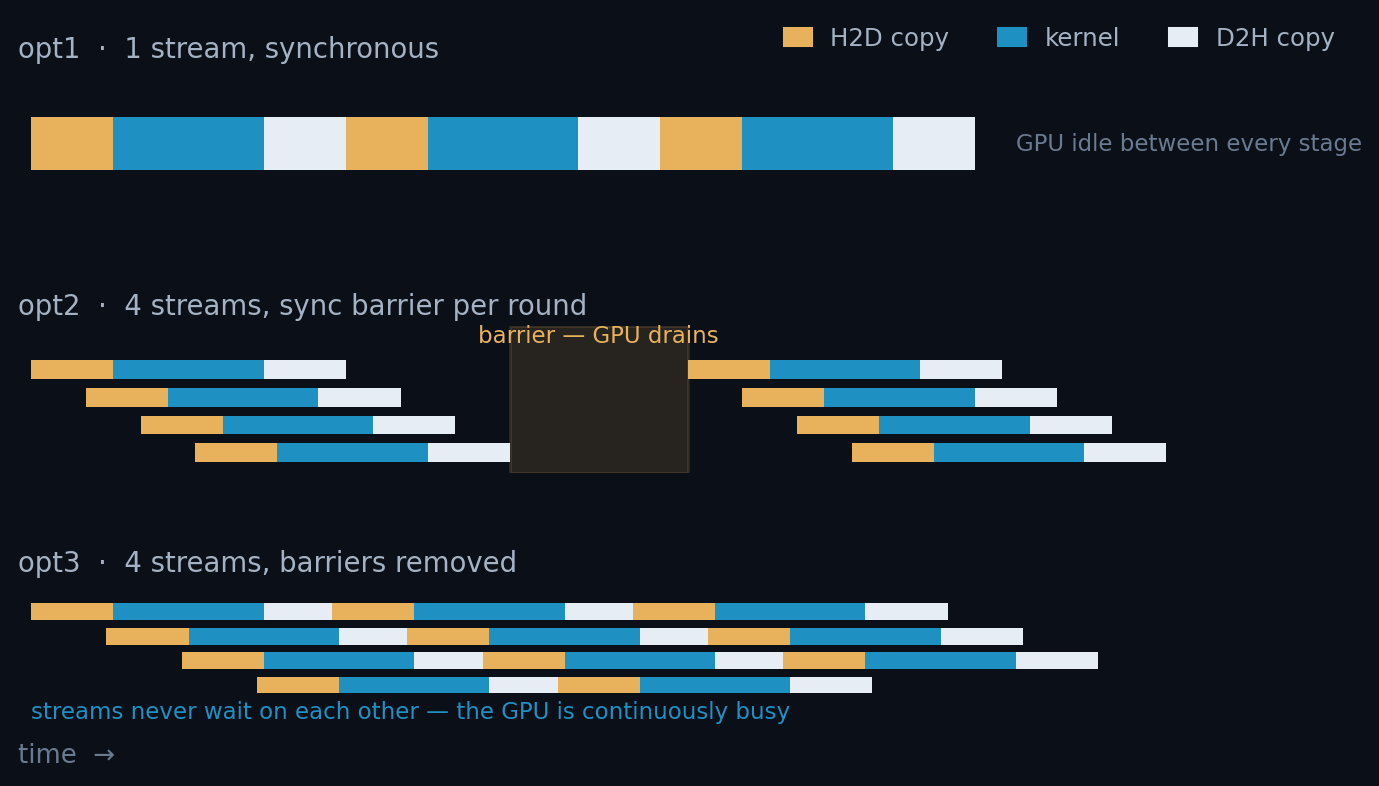 opt1 · 1 stream, synchronous
H2D copy
kernel
D2H copy
GPU idle between every stage
opt2 · 4 streams, sync barrier per round
barrier — GPU drains
opt3 · 4 streams, barriers removed
streams never wait on each other — the GPU is continuously busy
time →